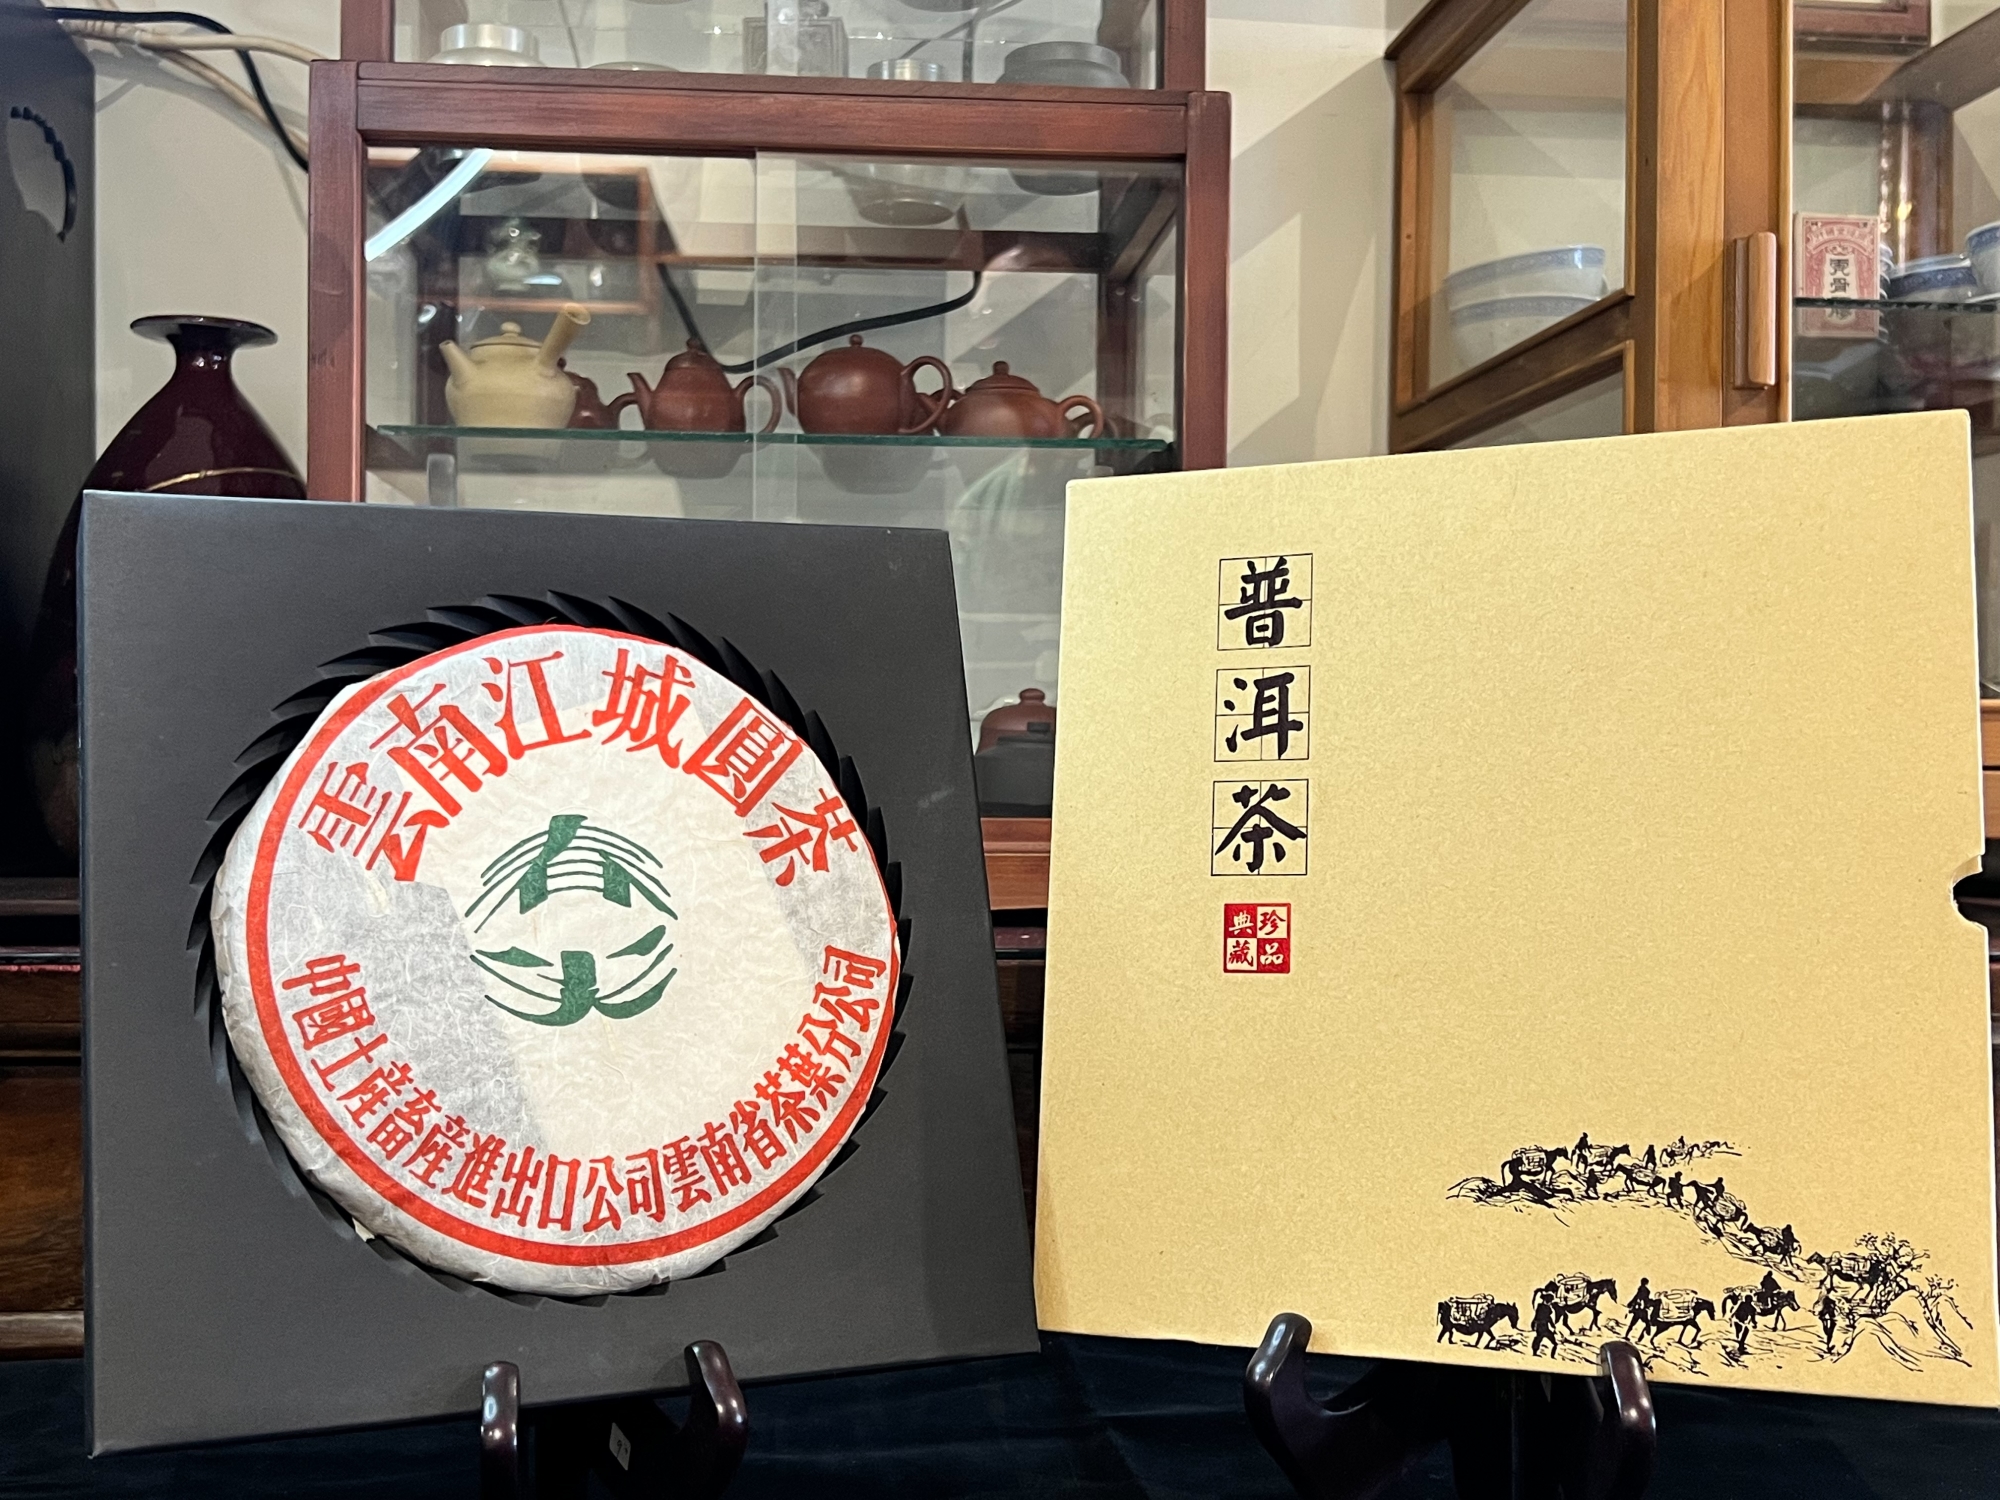 雲南江城圓茶
中國土產畜產進出口公司雲南省茶葉分公司
普洱茶
珍品
典藏